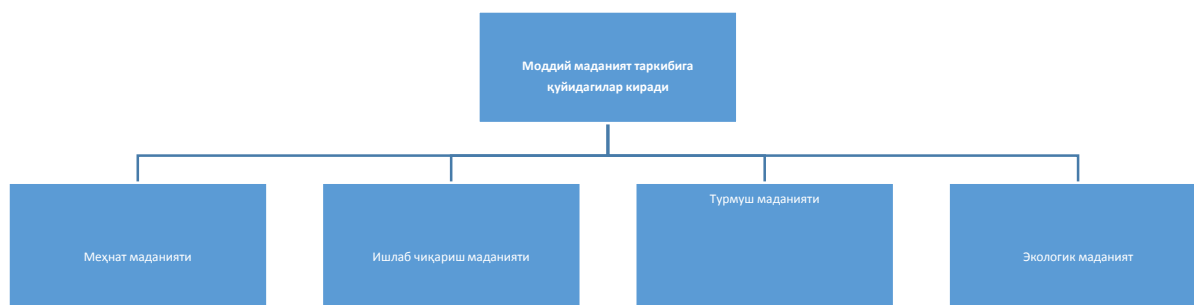 Моддий маданият таркибига
қуйидагилар киради
Меҳнат маданияти
Ишлаб чиқариш маданияти
Турмуш маданияти
Экологик маданият